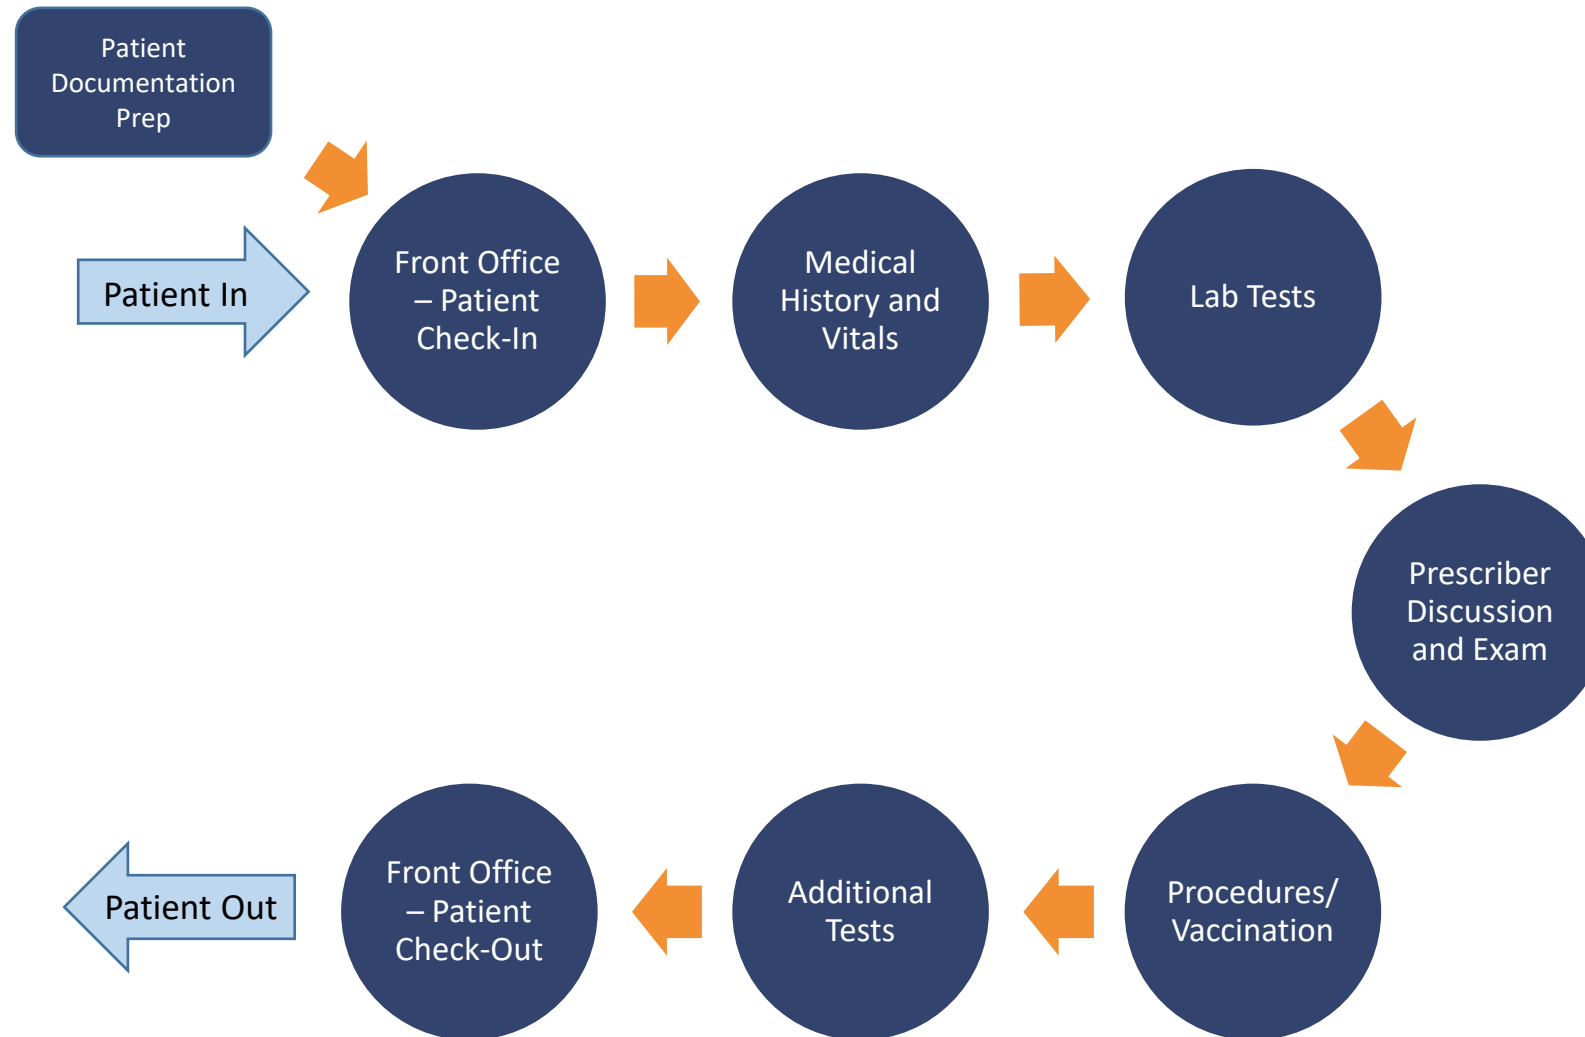 Patient
Documentation
Prep
Patient In
Front Office
– Patient
Check-In
Medical
History and
Vitals
Lab Tests
Prescriber
Discussion
and Exam
Procedures/
Vaccination
Additional
Tests
Front Office
– Patient
Check-Out
Patient Out